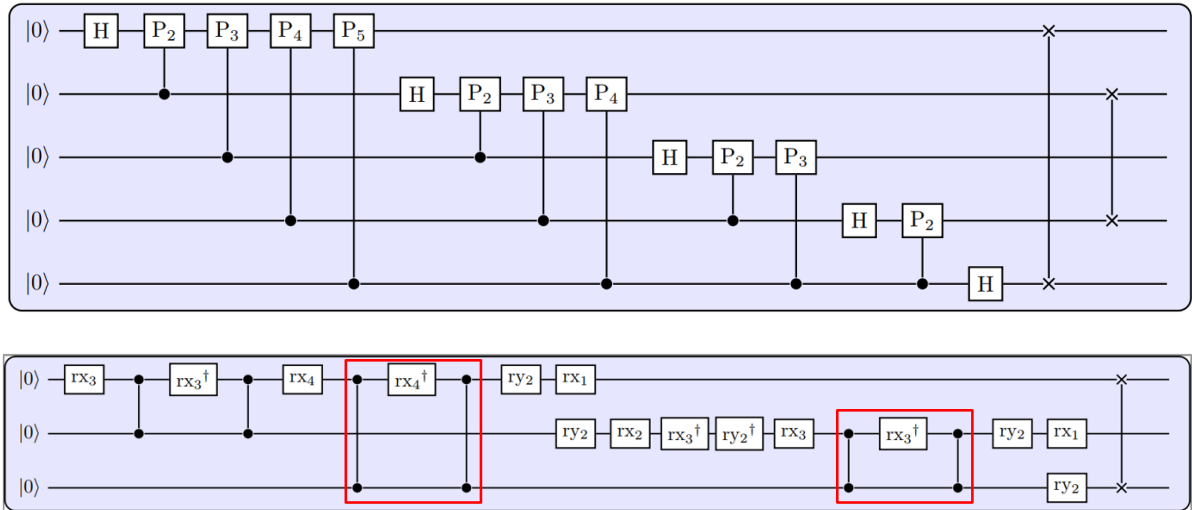 |0⟩ H P₂ P₃ P₄ P₅
|0⟩ H P₂ P₃ P₄
|0⟩ H P₂ P₃
|0⟩ H P₂
|0⟩ H
|0⟩ rx₃ rx₃† rx₄ rx₄† ry₂ rx₁
|0⟩ ry₂ rx₂ rx₃† ry₂† rx₃ rx₃† ry₂ rx₁
|0⟩ ry₂